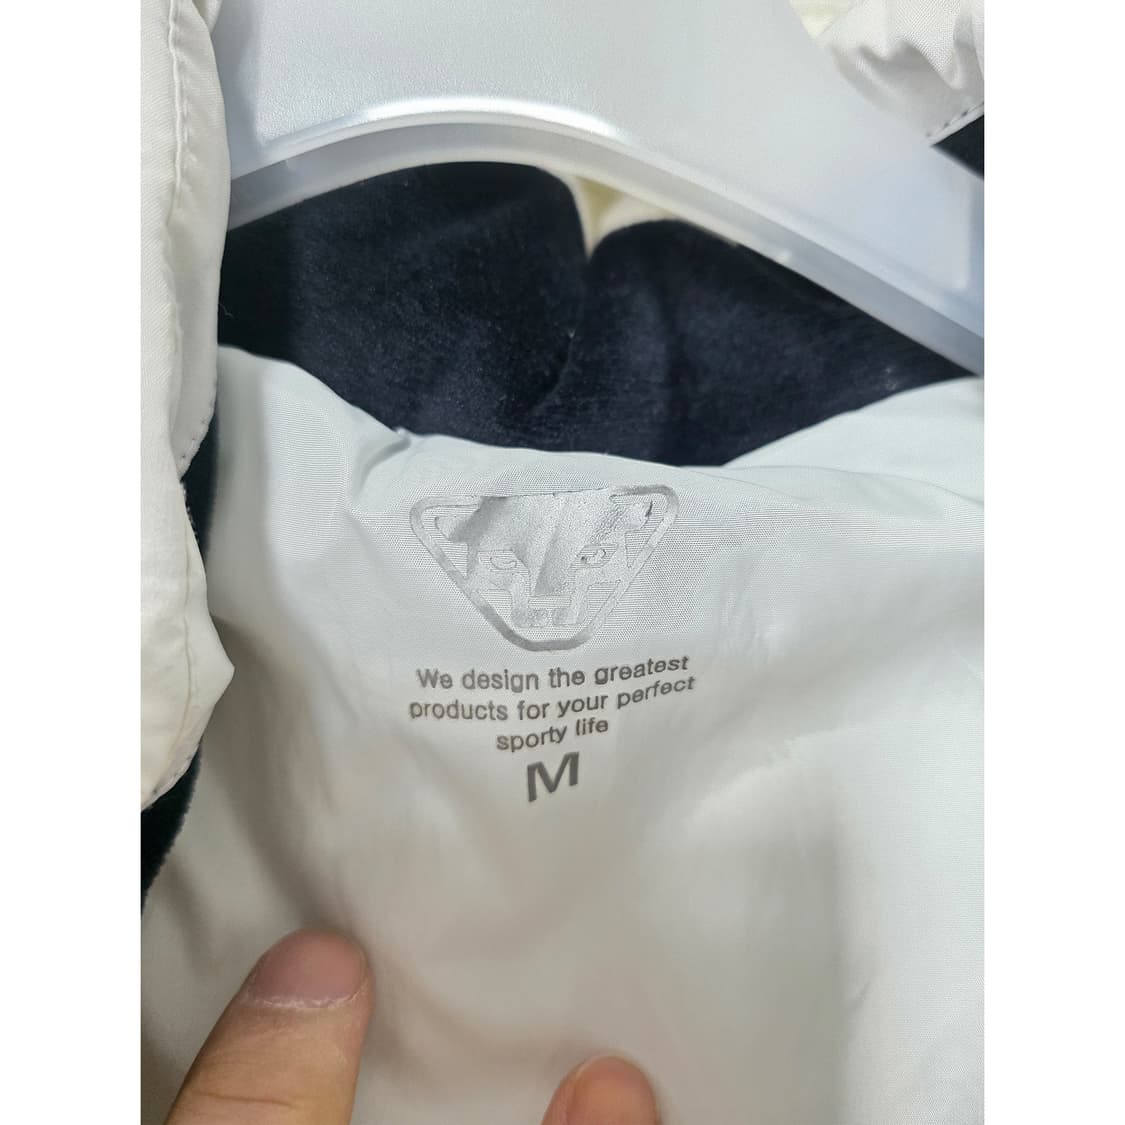 We design the greatest
products for your perfect
sporty life
M